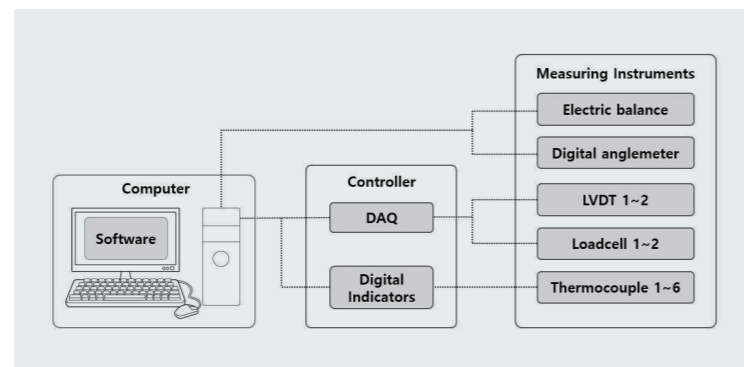 Measuring Instruments
Electric balance
Digital anglemeter
Computer
Controller
Software
DAQ
LVDT 1~2
Loadcell 1~2
Digital
Indicators
Thermocouple 1~6